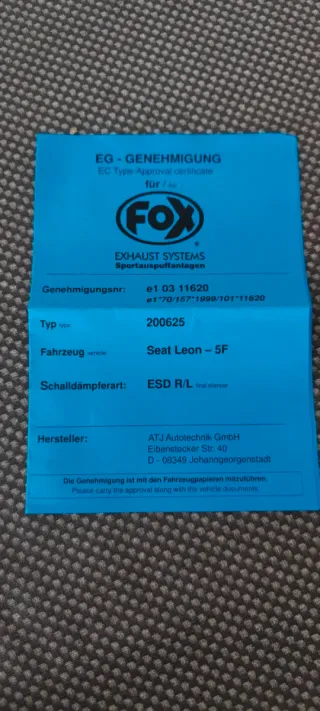 EG - GENEHMIGUNG
EC Type-Approval certificate
für / for
FOX
®
EXHAUST SYSTEMS
Sportauspuffanlagen
Genehmigungsnr: e1 03 11620
e1*70/157*1999/101*11620
Typ type 200625
Fahrzeug vehicle Seat Leon – 5F
Schalldämpferart: ESD R/L final silencer
Hersteller: ATJ Autotechnik GmbH
Eibenstocker Str. 40
D - 08349 Johanngeorgenstadt
Die Genehmigung ist mit den Fahrzeugpapieren mitzuführen.
Please carry the approval along with the vehicle documents.